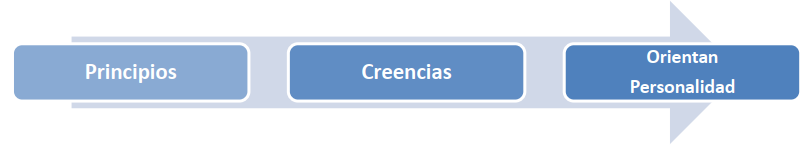 Principios
Creencias
Orientan
Personalidad